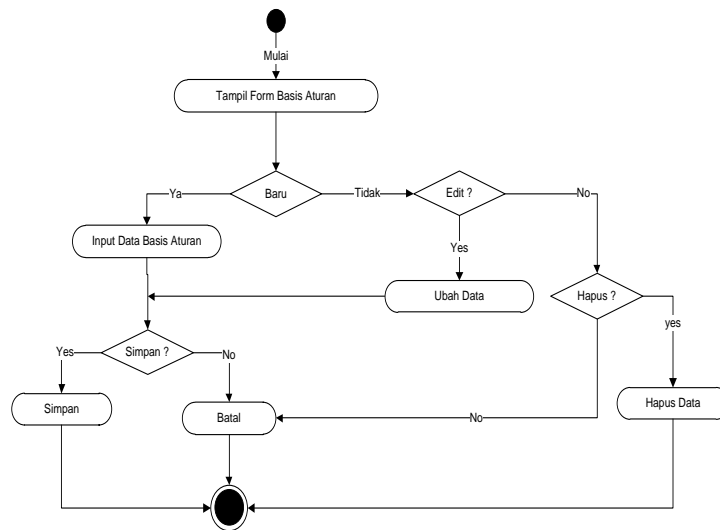 Mulai
Tampil Form Basis Aturan
Ya
Baru
Tidak
Edit ?
No
Input Data Basis Aturan
Yes
Ubah Data
Hapus ?
yes
Yes
Simpan ?
No
Simpan
Batal
No
Hapus Data